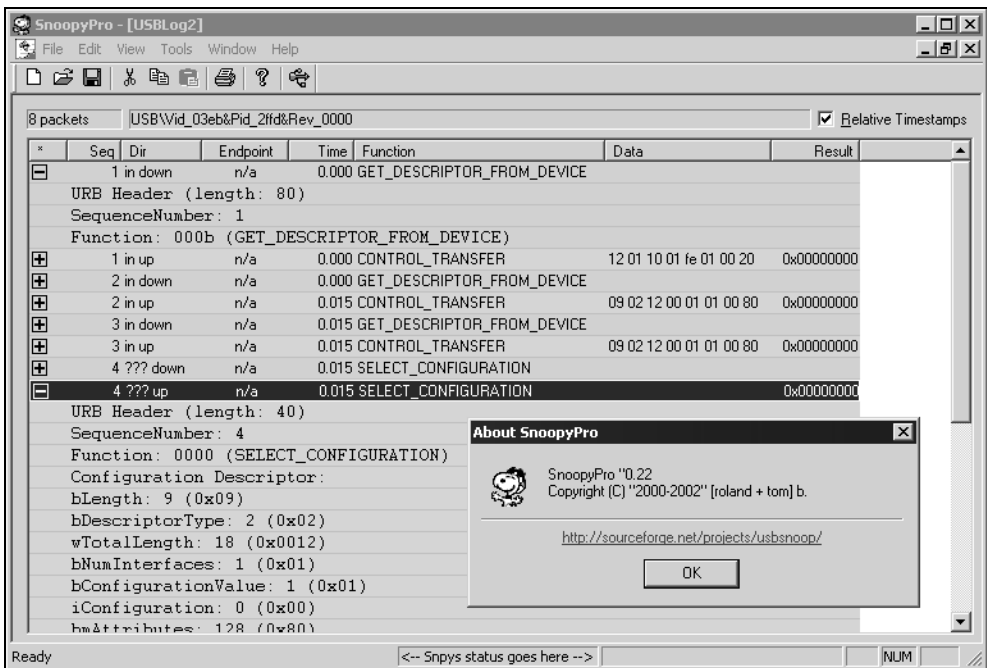 SnoopyPro - [USBLog2]
File Edit View Tools Window Help
8 packets USB\Vid_03eb&Pid_2ffd&Rev_0000 Relative Timestamps
* Seq Dir Endpoint Time Function Data Result
1 in down n/a 0.000 GET_DESCRIPTOR_FROM_DEVICE
URB Header (length: 80)
SequenceNumber: 1
Function: 000b (GET_DESCRIPTOR_FROM_DEVICE)
1 in up n/a 0.000 CONTROL_TRANSFER 12 01 10 01 fe 01 00 20 0x00000000
2 in down n/a 0.000 GET_DESCRIPTOR_FROM_DEVICE
2 in up n/a 0.015 CONTROL_TRANSFER 09 02 12 00 01 01 00 80 0x00000000
3 in down n/a 0.015 GET_DESCRIPTOR_FROM_DEVICE
3 in up n/a 0.015 CONTROL_TRANSFER 09 02 12 00 01 01 00 80 0x00000000
4 ??? down n/a 0.015 SELECT_CONFIGURATION
4 ??? up n/a 0.015 SELECT_CONFIGURATION 0x00000000
URB Header (length: 40)
SequenceNumber: 4
Function: 0000 (SELECT_CONFIGURATION)
Configuration Descriptor:
bLength: 9 (0x09)
bDescriptorType: 2 (0x02)
wTotalLength: 18 (0x0012)
bNumInterfaces: 1 (0x01)
bConfigurationValue: 1 (0x01)
iConfiguration: 0 (0x00)
bmAttributes: 128 (0x80)
About SnoopyPro
SnoopyPro "0.22
Copyright (C) "2000-2002" [roland + tom] b.
http://sourceforge.net/projects/usbsnoop/
OK
Ready <-- Snpys status goes here --> NUM